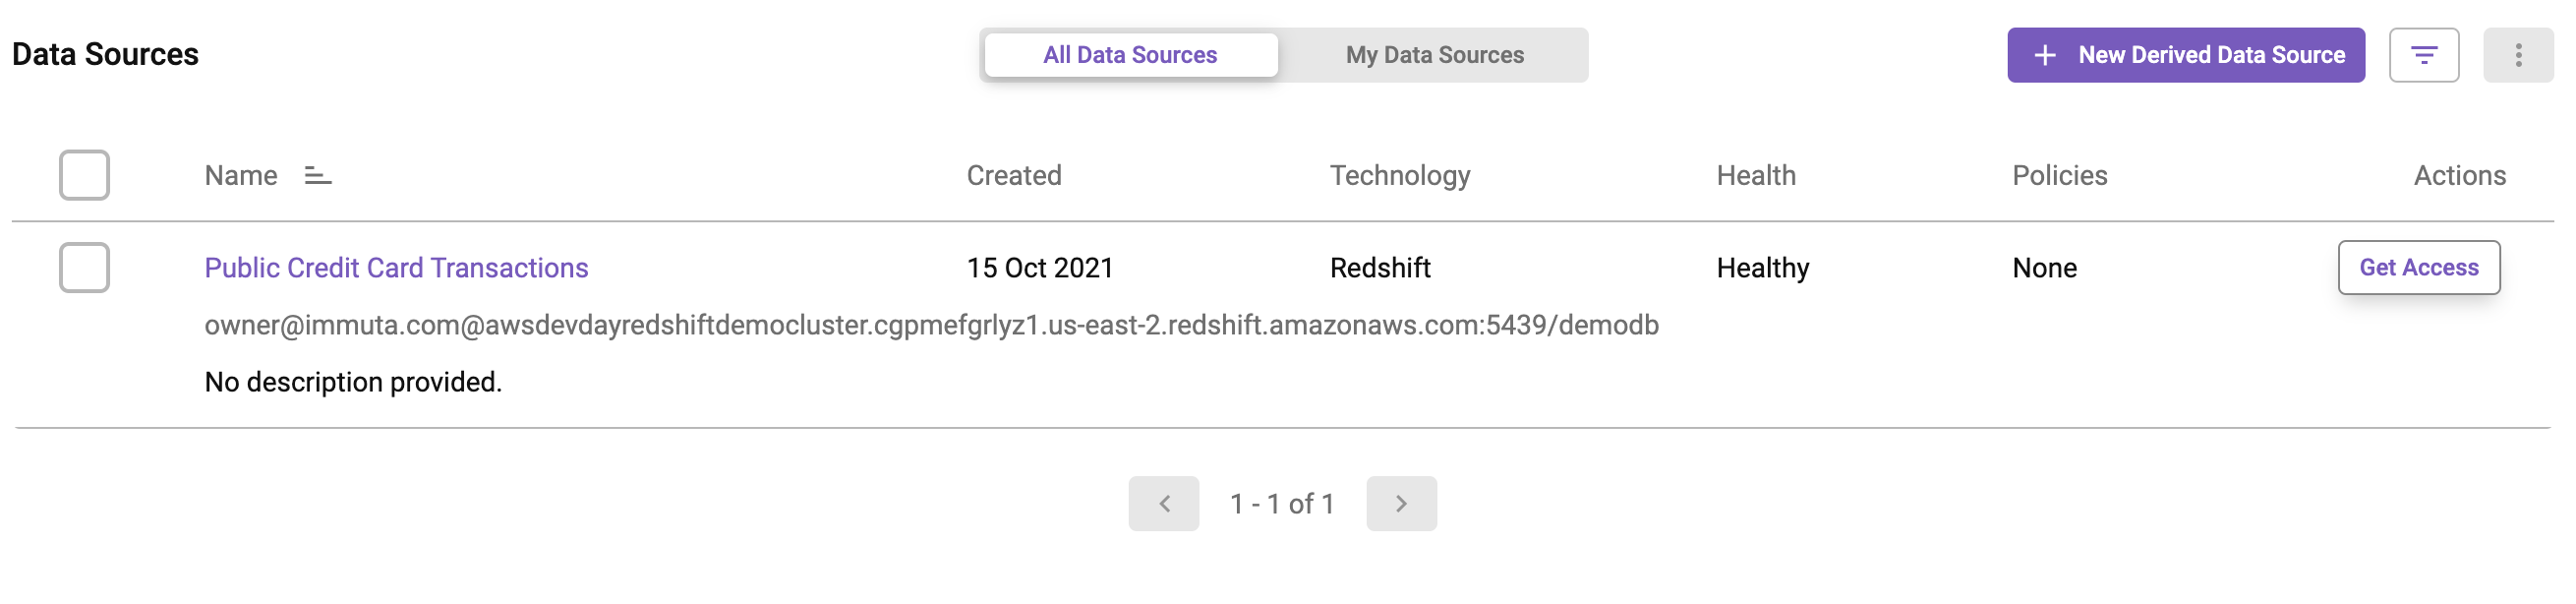 Data Sources
All Data Sources
My Data Sources
New Derived Data Source
Name
Created
Technology
Health
Policies
Actions
Public Credit Card Transactions
15 Oct 2021
Redshift
Healthy
None
Get Access
owner@immuta.com@awsdevdayredshiftdemocluster.cgpmefgrlyz1.us-east-2.redshift.amazonaws.com:5439/demodb
No description provided.
1 - 1 of 1